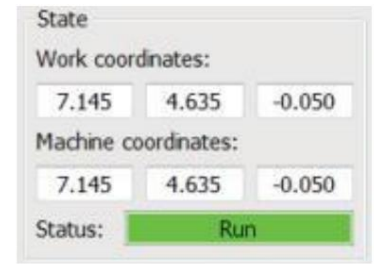 State
Work coordinates:
7.145 4.635 -0.050
Machine coordinates:
7.145 4.635 -0.050
Status: Run